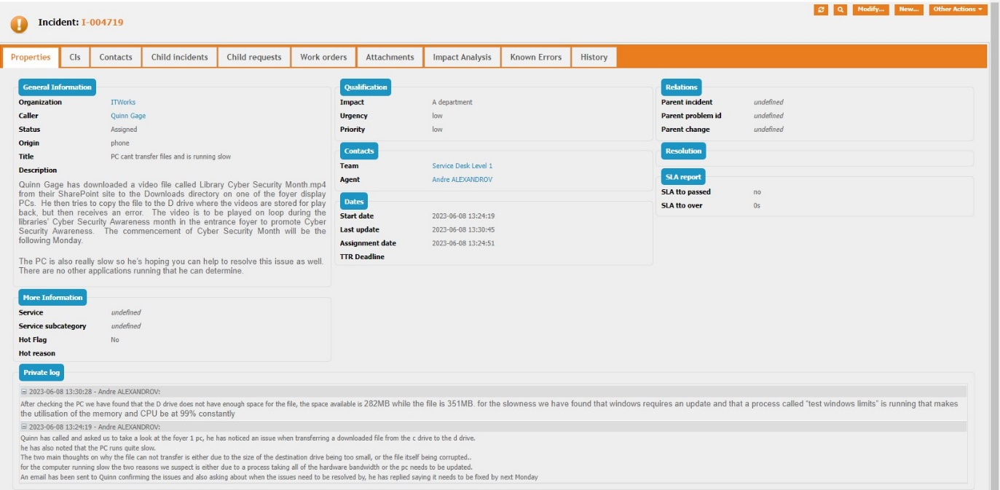 Incident: I-004719
Modify... New... Other Actions
Properties CIs Contacts Child incidents Child requests Work orders Attachments Impact Analysis Known Errors History
General Information
Organization ITWorks
Caller Quinn Gage
Status Assigned
Origin phone
Title PC cant transfer files and is running slow
Description
Quinn Gage has downloaded a video file called Library Cyber Security Month.mp4
from their SharePoint site to the Downloads directory on one of the foyer display
PCs. He then tries to copy the file to the D drive where the videos are stored for play
back, but then receives an error. The video is to be played on loop during the
libraries' Cyber Security Awareness month in the entrance foyer to promote Cyber
Security Awareness. The commencement of Cyber Security Month will be the
following Monday.
The PC is also really slow so he's hoping you can help to resolve this issue as well.
There are no other applications running that he can determine.
More Information
Service undefined
Service subcategory undefined
Hot Flag No
Hot reason
Qualification
Impact A department
Urgency low
Priority low
Contacts
Team Service Desk Level 1
Agent Andre ALEXANDROV
Dates
Start date 2023-06-08 13:24:19
Last update 2023-06-08 13:30:45
Assignment date 2023-06-08 13:24:51
TTR Deadline
Relations
Parent incident undefined
Parent problem id undefined
Parent change undefined
Resolution
SLA report
SLA tto passed no
SLA tto over 0s
Private log
2023-06-08 13:30:28 - Andre ALEXANDROV:
After checking the PC we have found that the D drive does not have enough space for the file, the space available is 282MB while the file is 351MB. for the slowness we have found that windows requires an update and that a process called "test windows limits" is running that makes
the utilisation of the memory and CPU be at 99% constantly
2023-06-08 13:24:19 - Andre ALEXANDROV:
Quinn has called and asked us to take a look at the foyer 1 pc, he has noticed an issue when transferring a downloaded file from the c drive to the d drive.
he has also noted that the PC runs quite slow.
The two main thoughts on why the file can not transfer is either due to the size of the destination drive being too small, or the file itself being corrupted..
for the computer running slow the two reasons we suspect is either due to a process taking all of the hardware bandwidth or the pc needs to be updated.
An email has been sent to Quinn confirming the issues and also asking about when the issues need to be resolved by, he has replied saying it needs to be fixed by next Monday